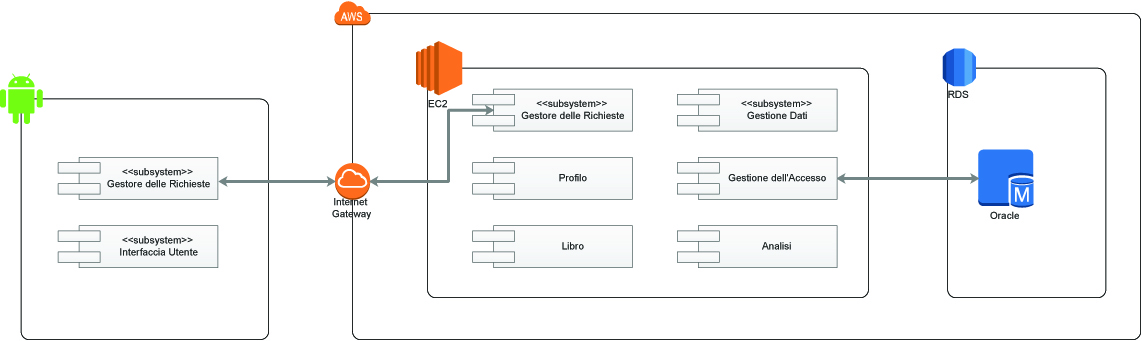 AWS
EC2
RDS
<<subsystem>>
Gestore delle Richieste
<<subsystem>>
Gestione Dati
<<subsystem>>
Gestore delle Richieste
Internet
Gateway
Profilo
Gestione dell'Accesso
M
Oracle
<<subsystem>>
Interfaccia Utente
Libro
Analisi